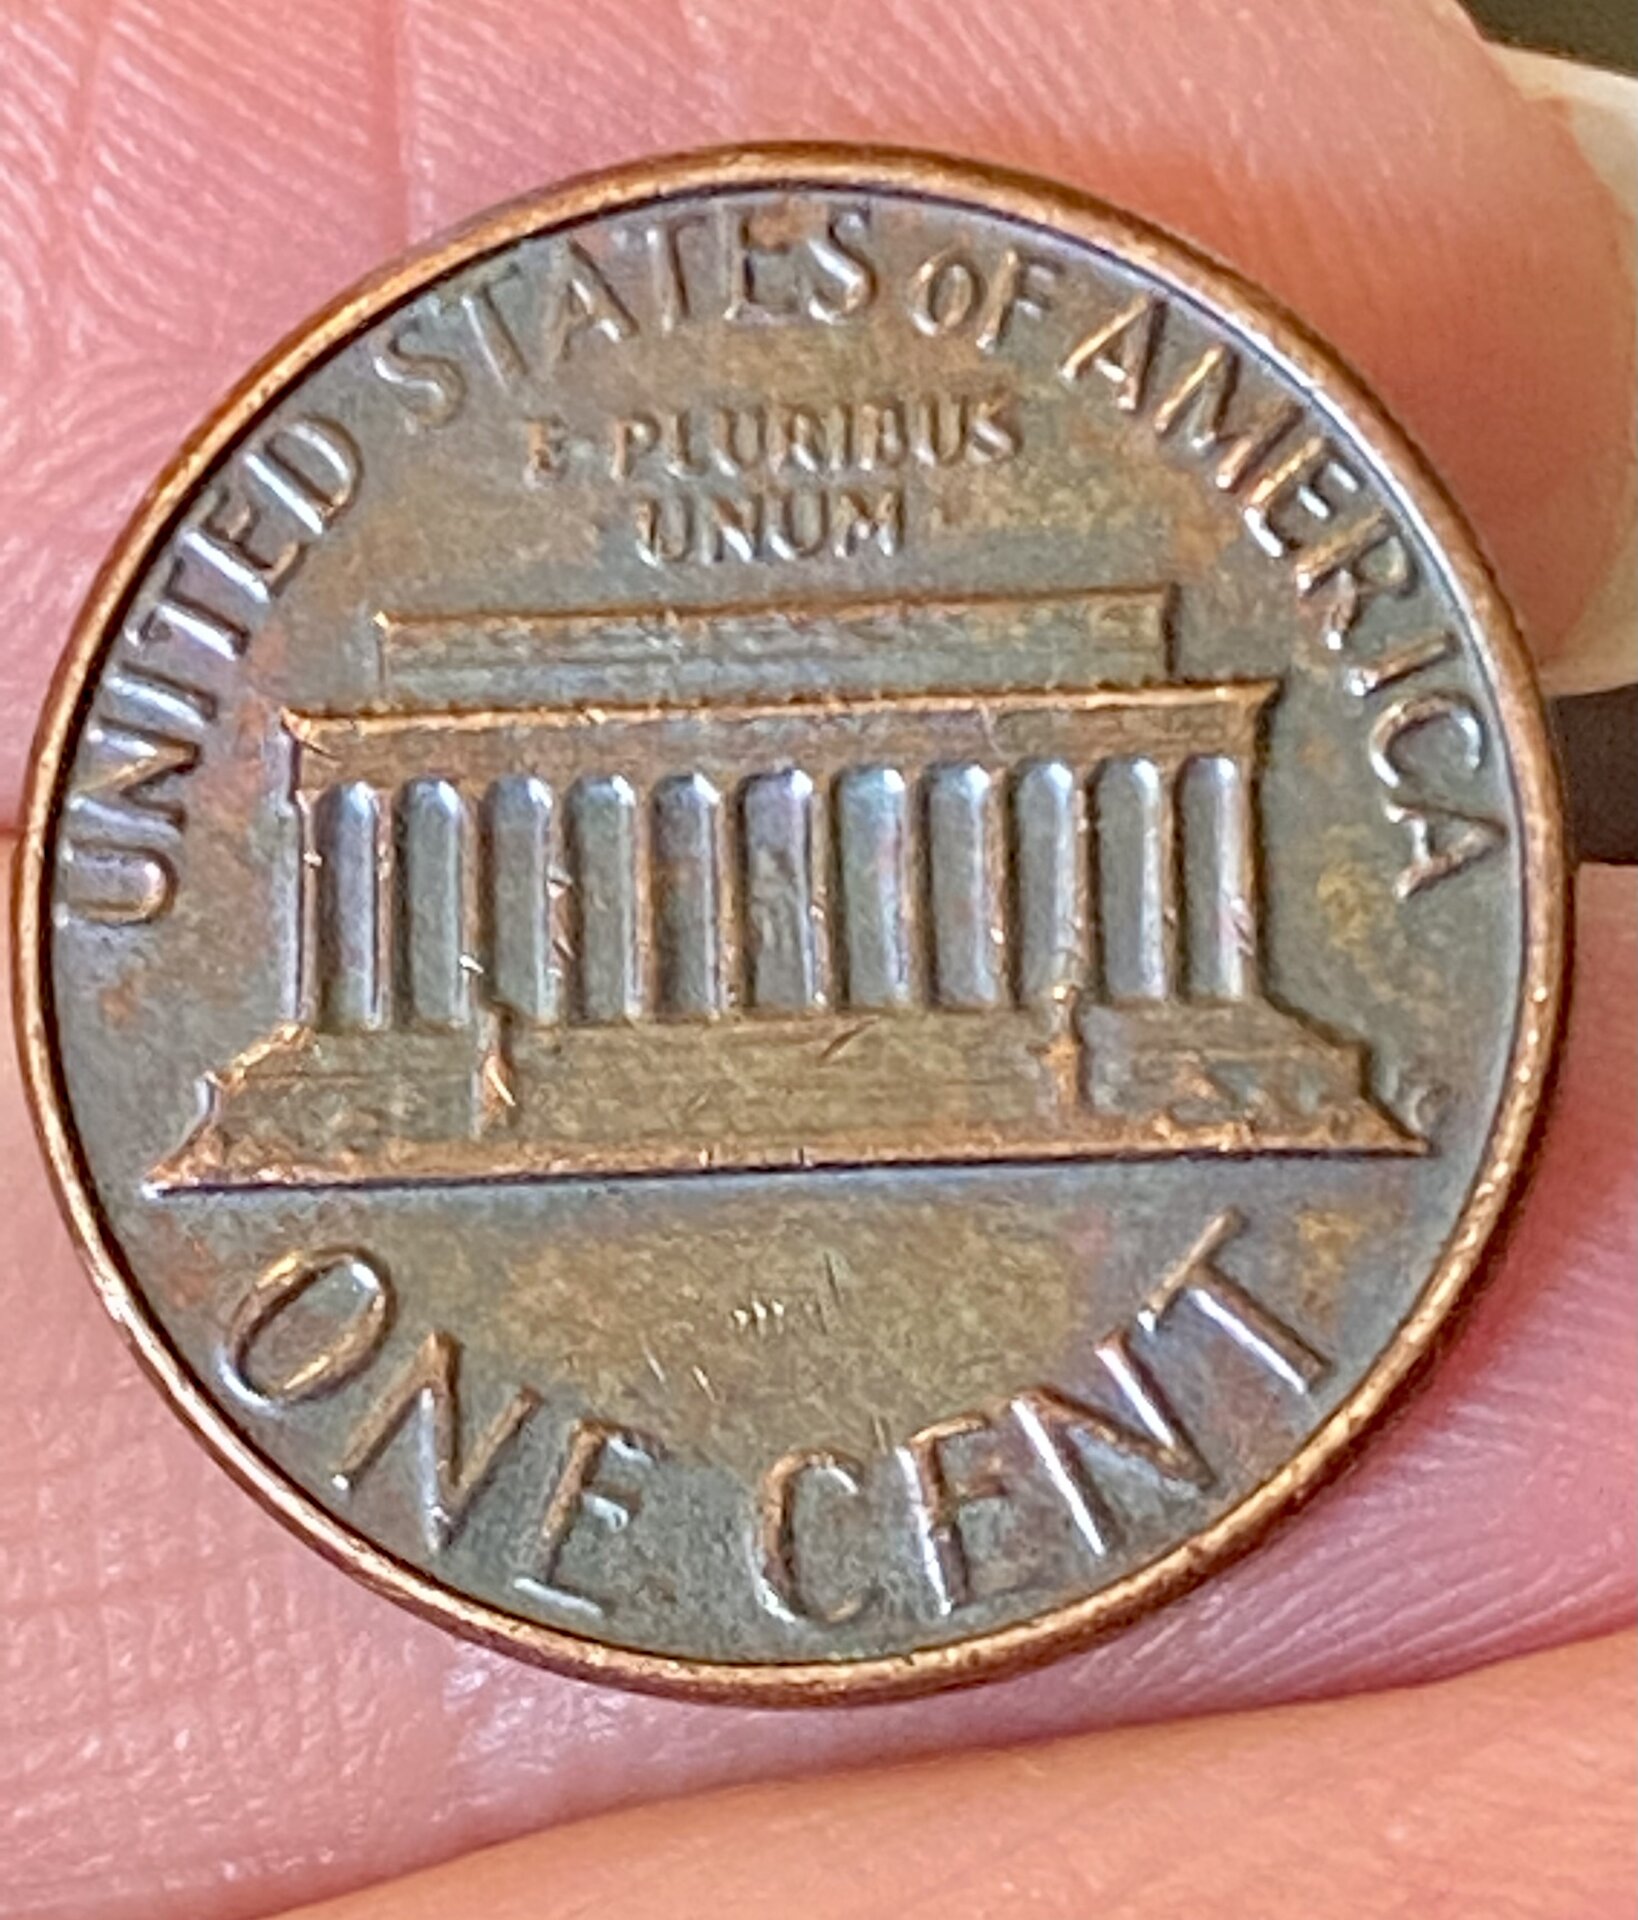 UNITED STATES OF AMERICA
E PLURIBUS
UNUM
ONE CENT